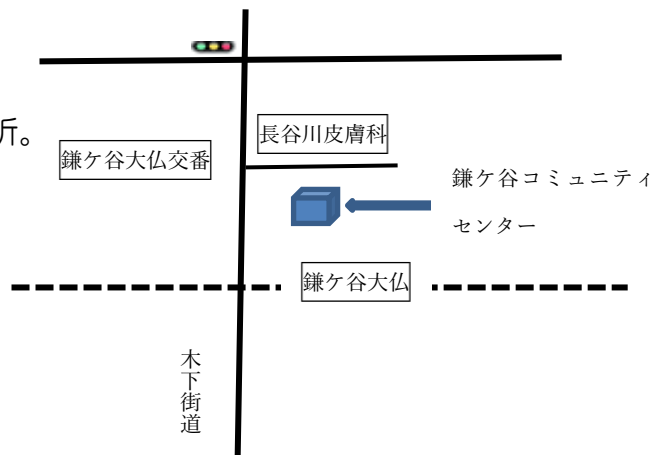 所。
長谷川皮膚科
鎌ケ谷大仏交番
鎌ケ谷コミュニティ
センター
鎌ケ谷大仏
木下街道